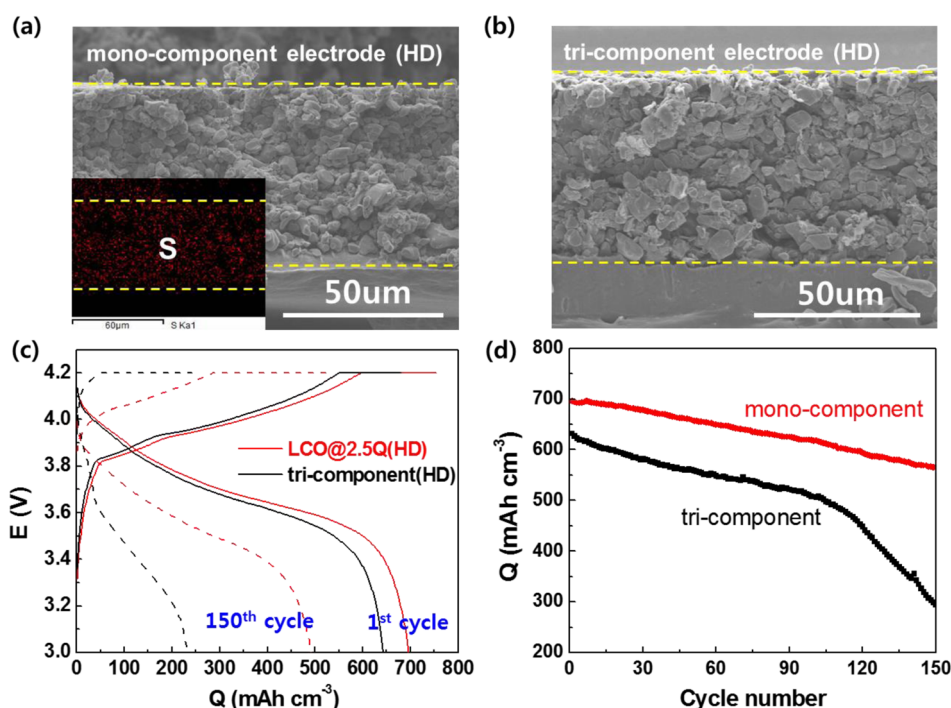 (a)
mono-component electrode (HD)
S
60μm
S Ka1
50um
(b)
tri-component electrode (HD)
50um
(c)
4.2
4.0
3.8
3.6
3.4
3.2
3.0
E (V)
LCO@2.5Q(HD)
tri-component(HD)
150th cycle
1st cycle
0 100 200 300 400 500 600 700 800
Q (mAh cm-3)
(d)
800
700
600
500
400
300
200
Q (mAh cm-3)
mono-component
tri-component
0 30 60 90 120 150
Cycle number